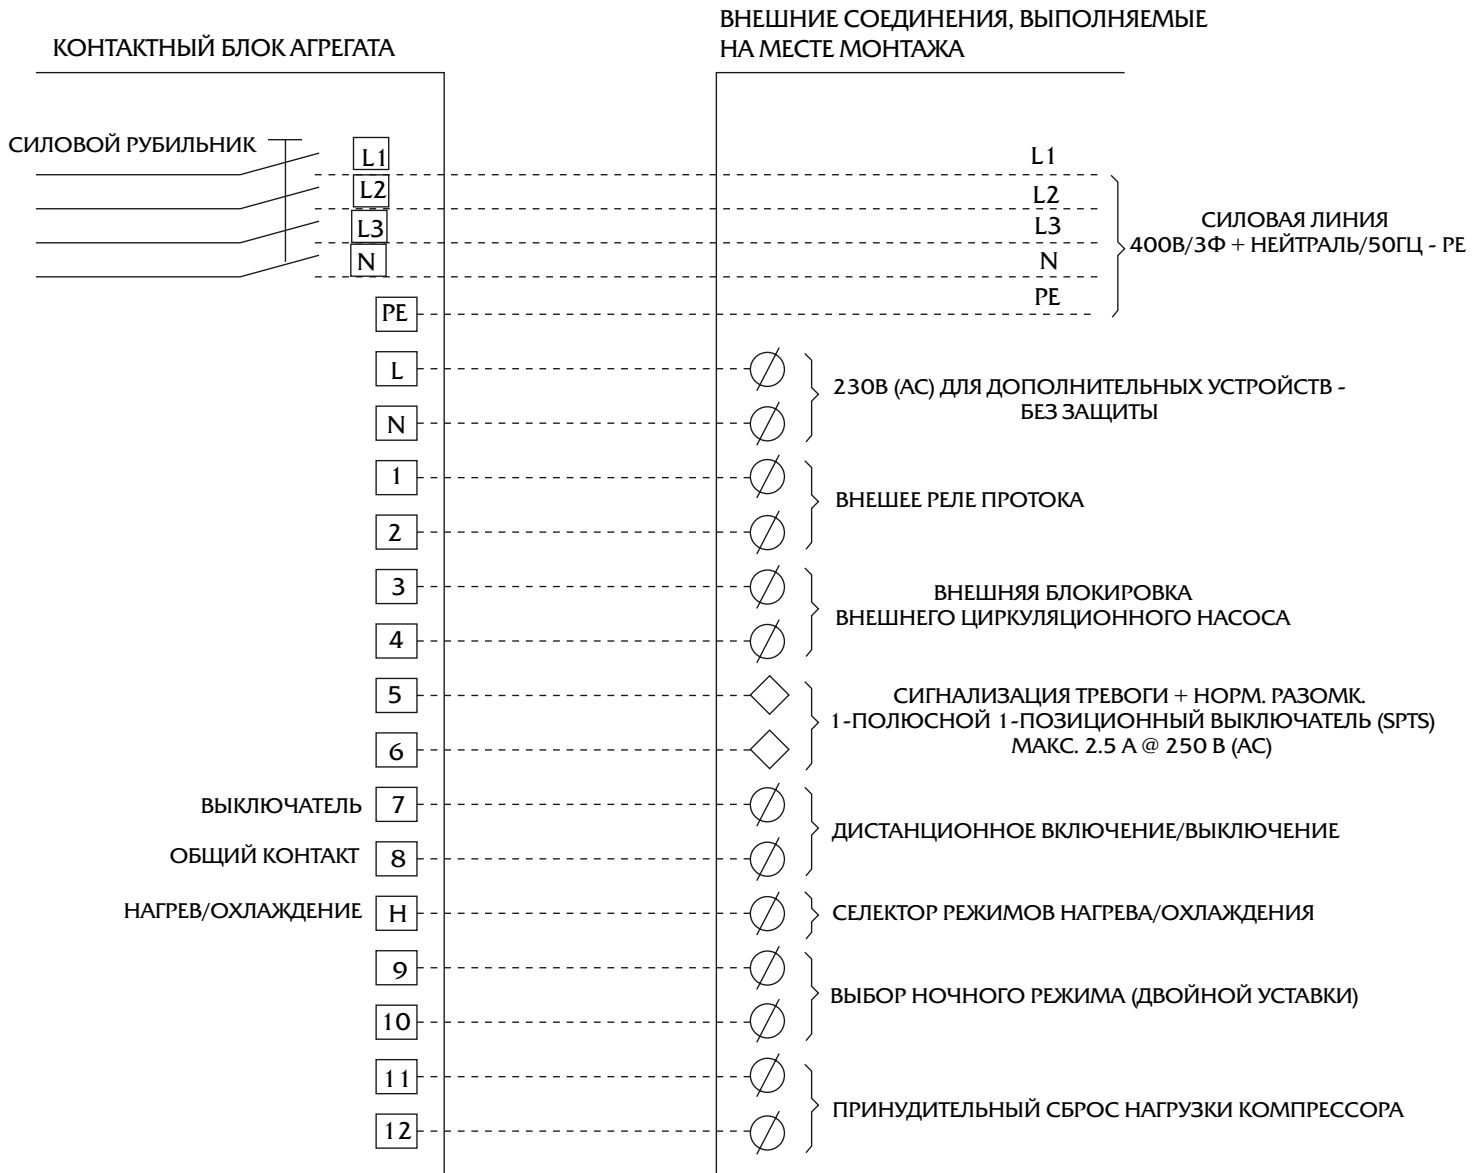 КОНТАКТНЫЙ БЛОК АГРЕГАТА
ВНЕШНИЕ СОЕДИНЕНИЯ, ВЫПОЛНЯЕМЫЕ
НА МЕСТЕ МОНТАЖА
СИЛОВОЙ РУБИЛЬНИК
L1
L1
L2
L2
L3
L3
N
N
PE
PE
СИЛОВАЯ ЛИНИЯ
400В/3Ф + НЕЙТРАЛЬ/50ГЦ - PE
L
N
230В (AC) ДЛЯ ДОПОЛНИТЕЛЬНЫХ УСТРОЙСТВ -
БЕЗ ЗАЩИТЫ
1
2
ВНЕШЕЕ РЕЛЕ ПРОТОКА
3
4
ВНЕШНЯЯ БЛОКИРОВКА
ВНЕШНЕГО ЦИРКУЛЯЦИОННОГО НАСОСА
5
6
СИГНАЛИЗАЦИЯ ТРЕВОГИ + НОРМ. РАЗОМК.
1-ПОЛЮСНОЙ 1-ПОЗИЦИОННЫЙ ВЫКЛЮЧАТЕЛЬ (SPTS)
МАКС. 2.5 А @ 250 В (AC)
ВЫКЛЮЧАТЕЛЬ 7
ОБЩИЙ КОНТАКТ 8
ДИСТАНЦИОННОЕ ВКЛЮЧЕНИЕ/ВЫКЛЮЧЕНИЕ
НАГРЕВ/ОХЛАЖДЕНИЕ H
СЕЛЕКТОР РЕЖИМОВ НАГРЕВА/ОХЛАЖДЕНИЯ
9
10
ВЫБОР НОЧНОГО РЕЖИМА (ДВОЙНОЙ УСТАВКИ)
11
12
ПРИНУДИТЕЛЬНЫЙ СБРОС НАГРУЗКИ КОМПРЕССОРА